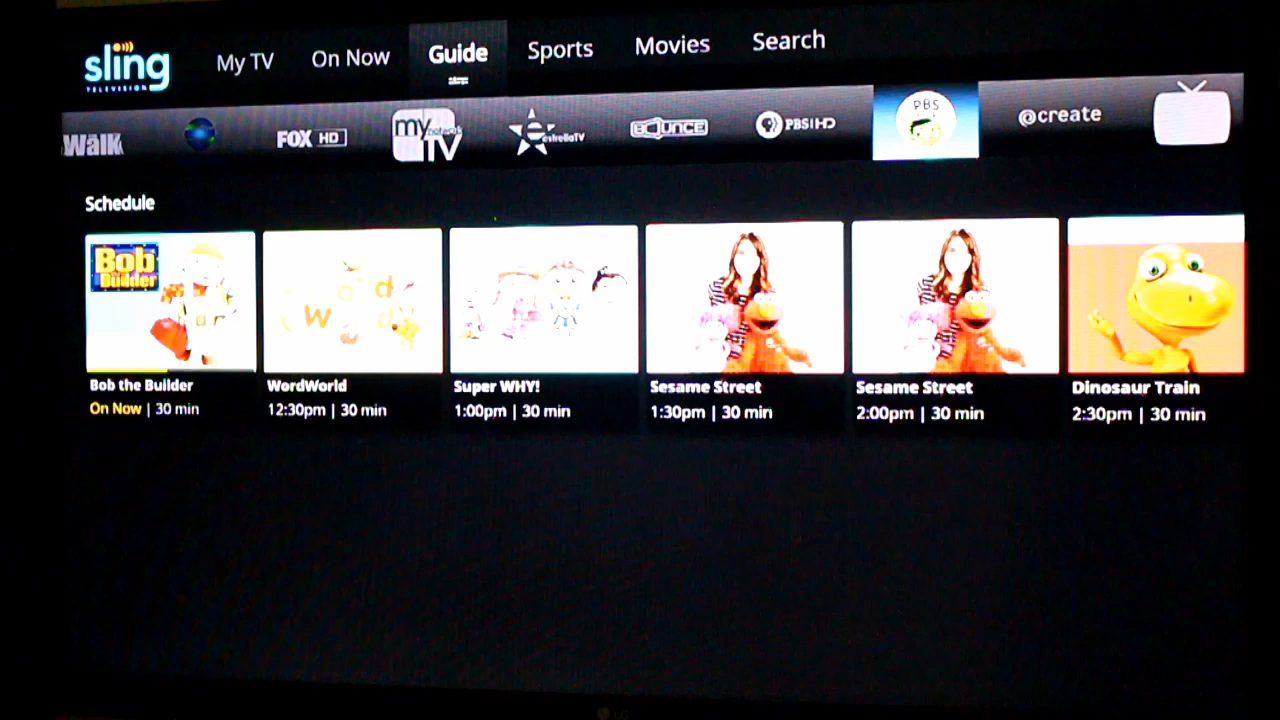 sling
TELEVISION
My TV
On Now
Guide
Sports
Movies
Search
Walk
FOX HD
my network TV
estrellaTV
BOUNCE
PBS HD
PBS
@create
Schedule
Bob the Builder
WordWorld
Super WHY!
Sesame Street
Sesame Street
Dinosaur Train
On Now | 30 min
12:30pm | 30 min
1:00pm | 30 min
1:30pm | 30 min
2:00pm | 30 min
2:30pm | 30 min
LG